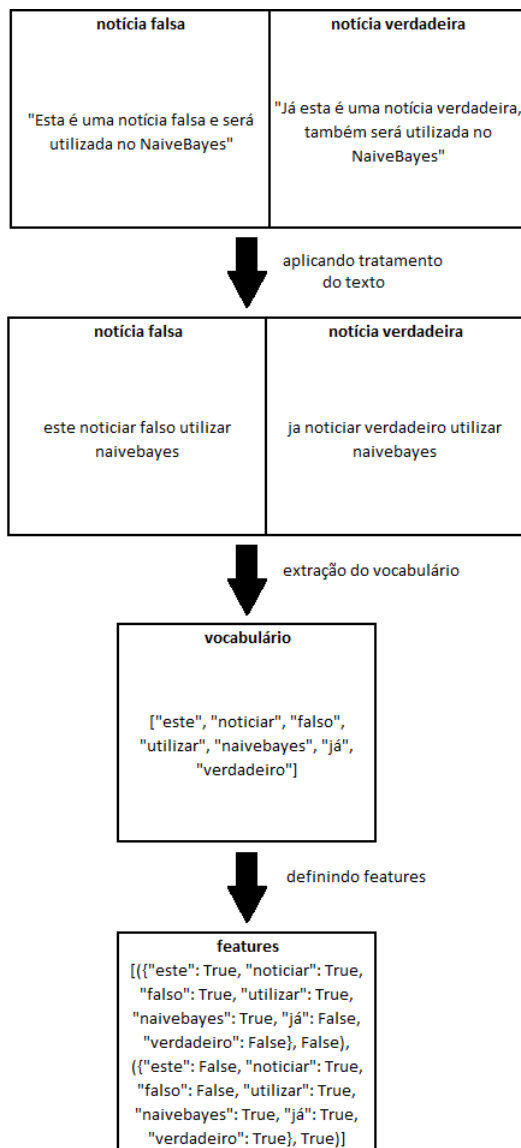 notícia falsa
notícia verdadeira
"Esta é uma notícia falsa e será
utilizada no NaiveBayes"
"Já esta é uma notícia verdadeira,
também será utilizada no
NaiveBayes"
aplicando tratamento
do texto
notícia falsa
notícia verdadeira
este noticiar falso utilizar
naivebayes
ja noticiar verdadeiro utilizar
naivebayes
extração do vocabulário
vocabulário
["este", "noticiar", "falso",
"utilizar", "naivebayes", "já",
"verdadeiro"]
definindo features
features
[({"este": True, "noticiar": True,
"falso": True, "utilizar": True,
"naivebayes": True, "já": False,
"verdadeiro": False}, False),
({"este": False, "noticiar": True,
"falso": False, "utilizar": True,
"naivebayes": True, "já": True,
"verdadeiro": True}, True)]